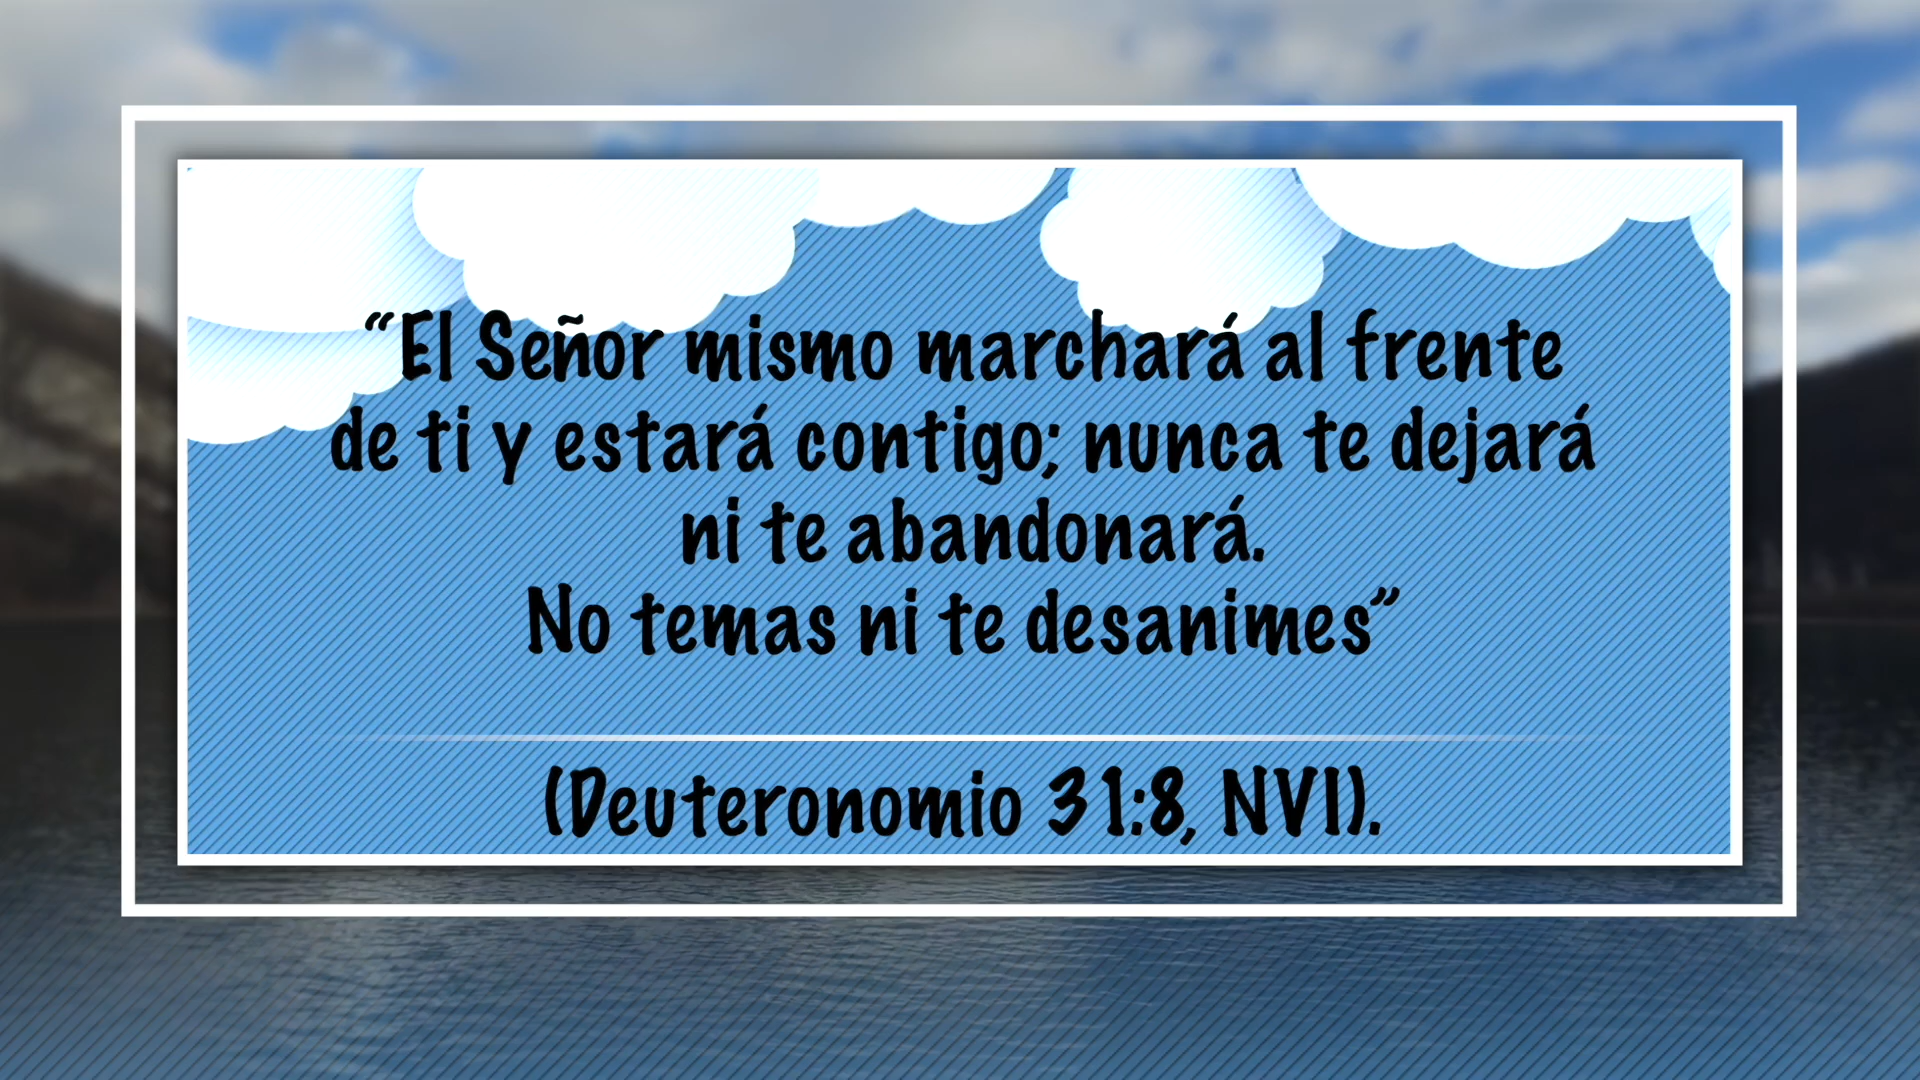 “El Señor mismo marchará al frente
de ti y estará contigo; nunca te dejará
ni te abandonará.
No temas ni te desanimes”
(Deuteronomio 31:8, NVI).